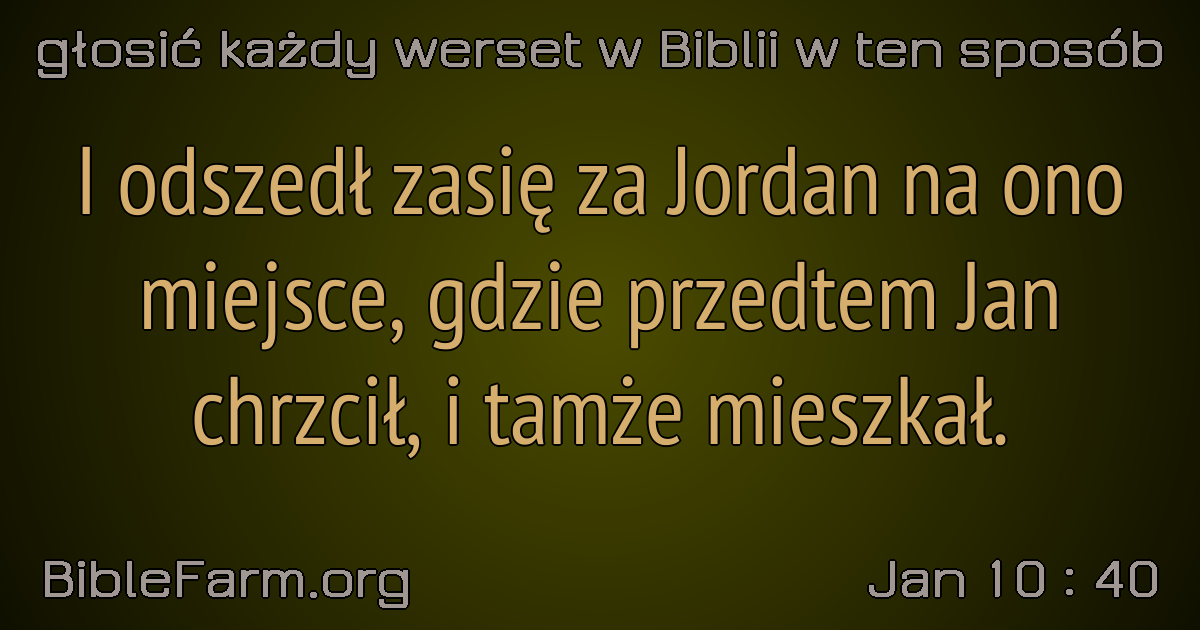 głosić każdy werset w Biblii w ten sposób
I odszedł zasię za Jordan na ono
miejsce, gdzie przedtem Jan
chrzcił, i tamże mieszkał.
BibleFarm.org
Jan 10 : 40